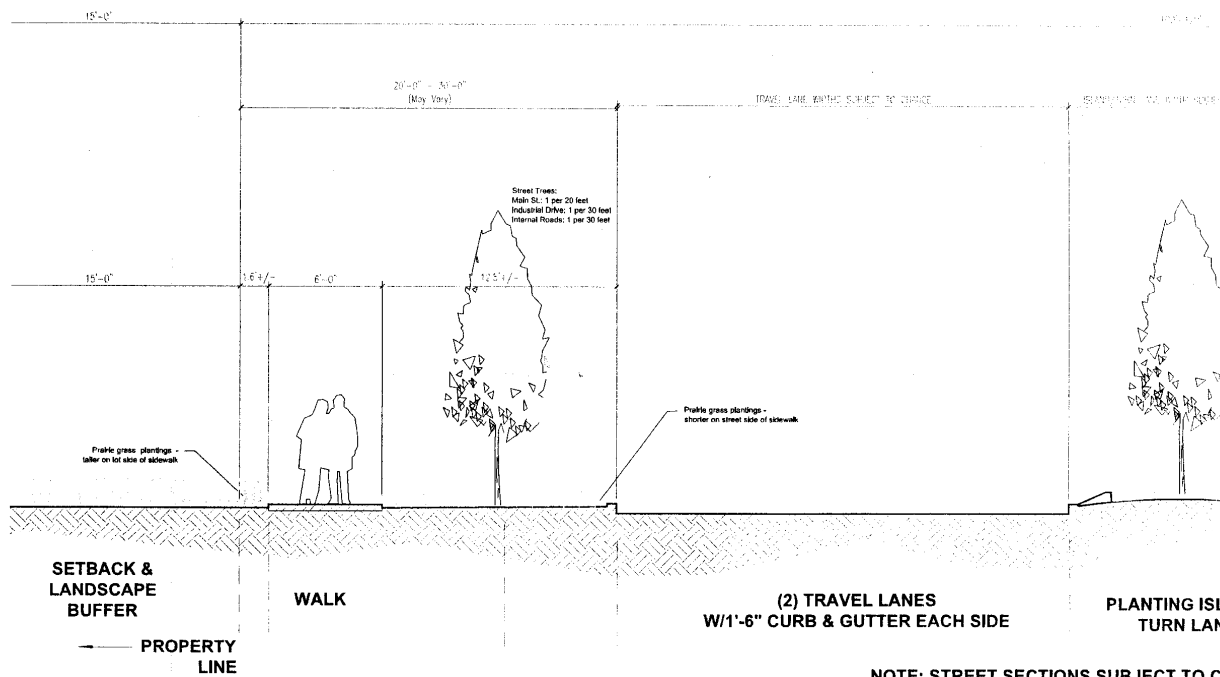 15'-0"
20'-0" - 30'-0"
(May Vary)
TRAVEL LANE WIDTHS SUBJECT TO CHANGE
Street Trees:
Main St.: 1 per 20 feet
Industrial Drive: 1 per 30 feet
Internal Roads: 1 per 30 feet
15'-0"
1.6'+/-
6'-0"
12.5'+/-
Prairie grass plantings -
shorter on street side of sidewalk
Prairie grass plantings -
taller on lot side of sidewalk
SETBACK &
LANDSCAPE
BUFFER
WALK
(2) TRAVEL LANES
W/1'-6" CURB & GUTTER EACH SIDE
PLANTING ISL
TURN LAN
PROPERTY
LINE
NOTE: STREET SECTIONS SUBJECT TO C